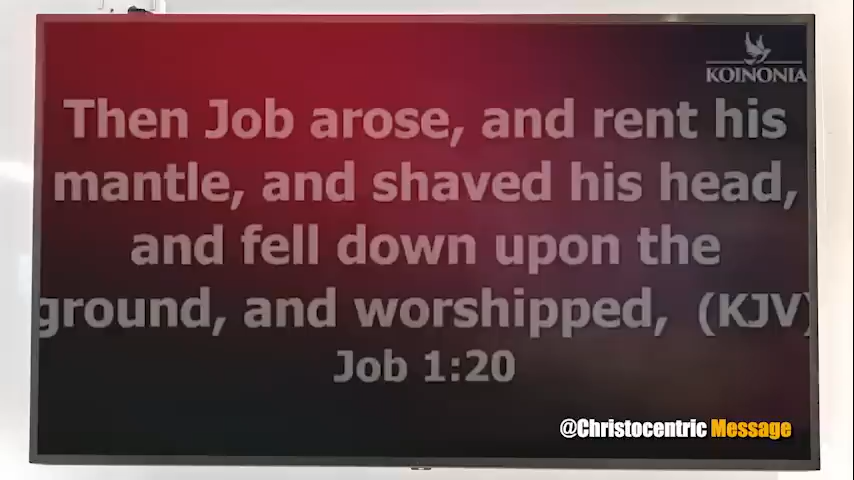 KOINONIA
Then Job arose, and rent his
mantle, and shaved his head,
and fell down upon the
ground, and worshipped, (KJV)
Job 1:20
@Christocentric Message